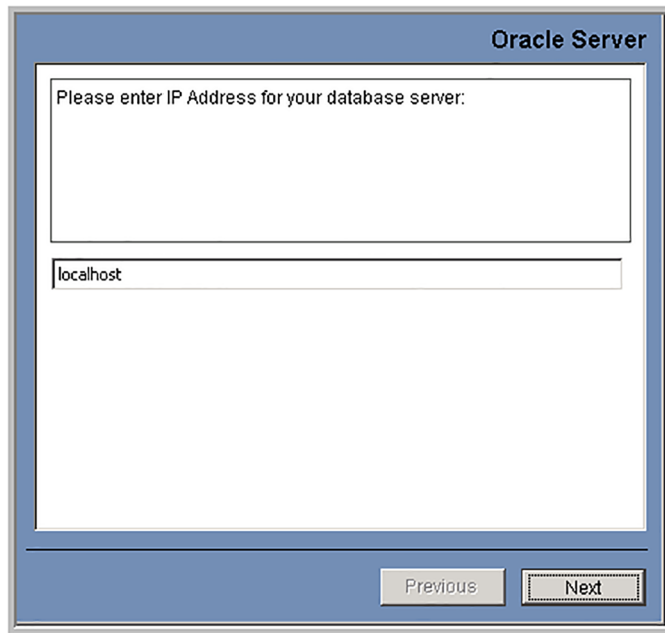 Oracle Server
Please enter IP Address for your database server:
localhost
Previous
Next